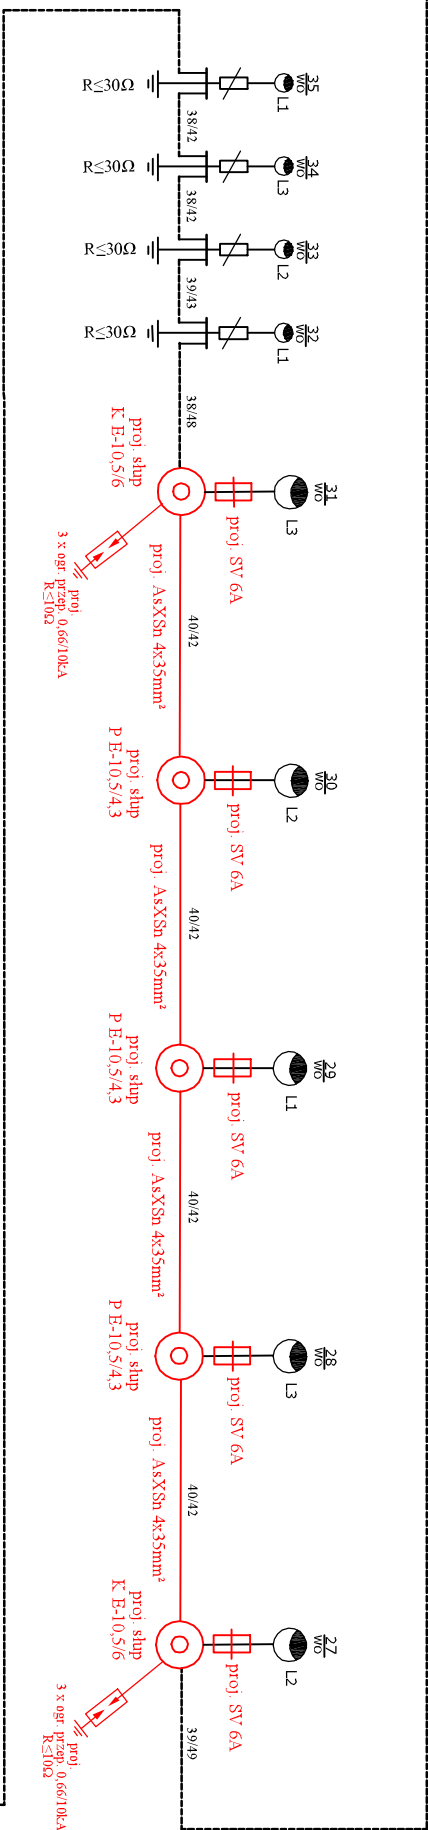 35
wo
L1
R≤30Ω
38/42
34
wo
L3
R≤30Ω
38/42
33
wo
L2
R≤30Ω
39/43
32
wo
L1
R≤30Ω
38/48
31
wo
L3
proj. SV 6A
proj. słup
K E-10,5/6
proj.
3 x ogr. przep. 0,66/10kA
R≤10Ω
40/42
proj. AsXSn 4x35mm²
30
wo
L2
proj. SV 6A
proj. słup
P E-10,5/4,3
40/42
proj. AsXSn 4x35mm²
29
wo
L1
proj. SV 6A
proj. słup
P E-10,5/4,3
40/42
proj. AsXSn 4x35mm²
28
wo
L3
proj. SV 6A
proj. słup
P E-10,5/4,3
40/42
proj. AsXSn 4x35mm²
27
wo
L2
proj. SV 6A
proj. słup
K E-10,5/6
proj.
3 x ogr. przep. 0,66/10kA
R≤10Ω
39/49